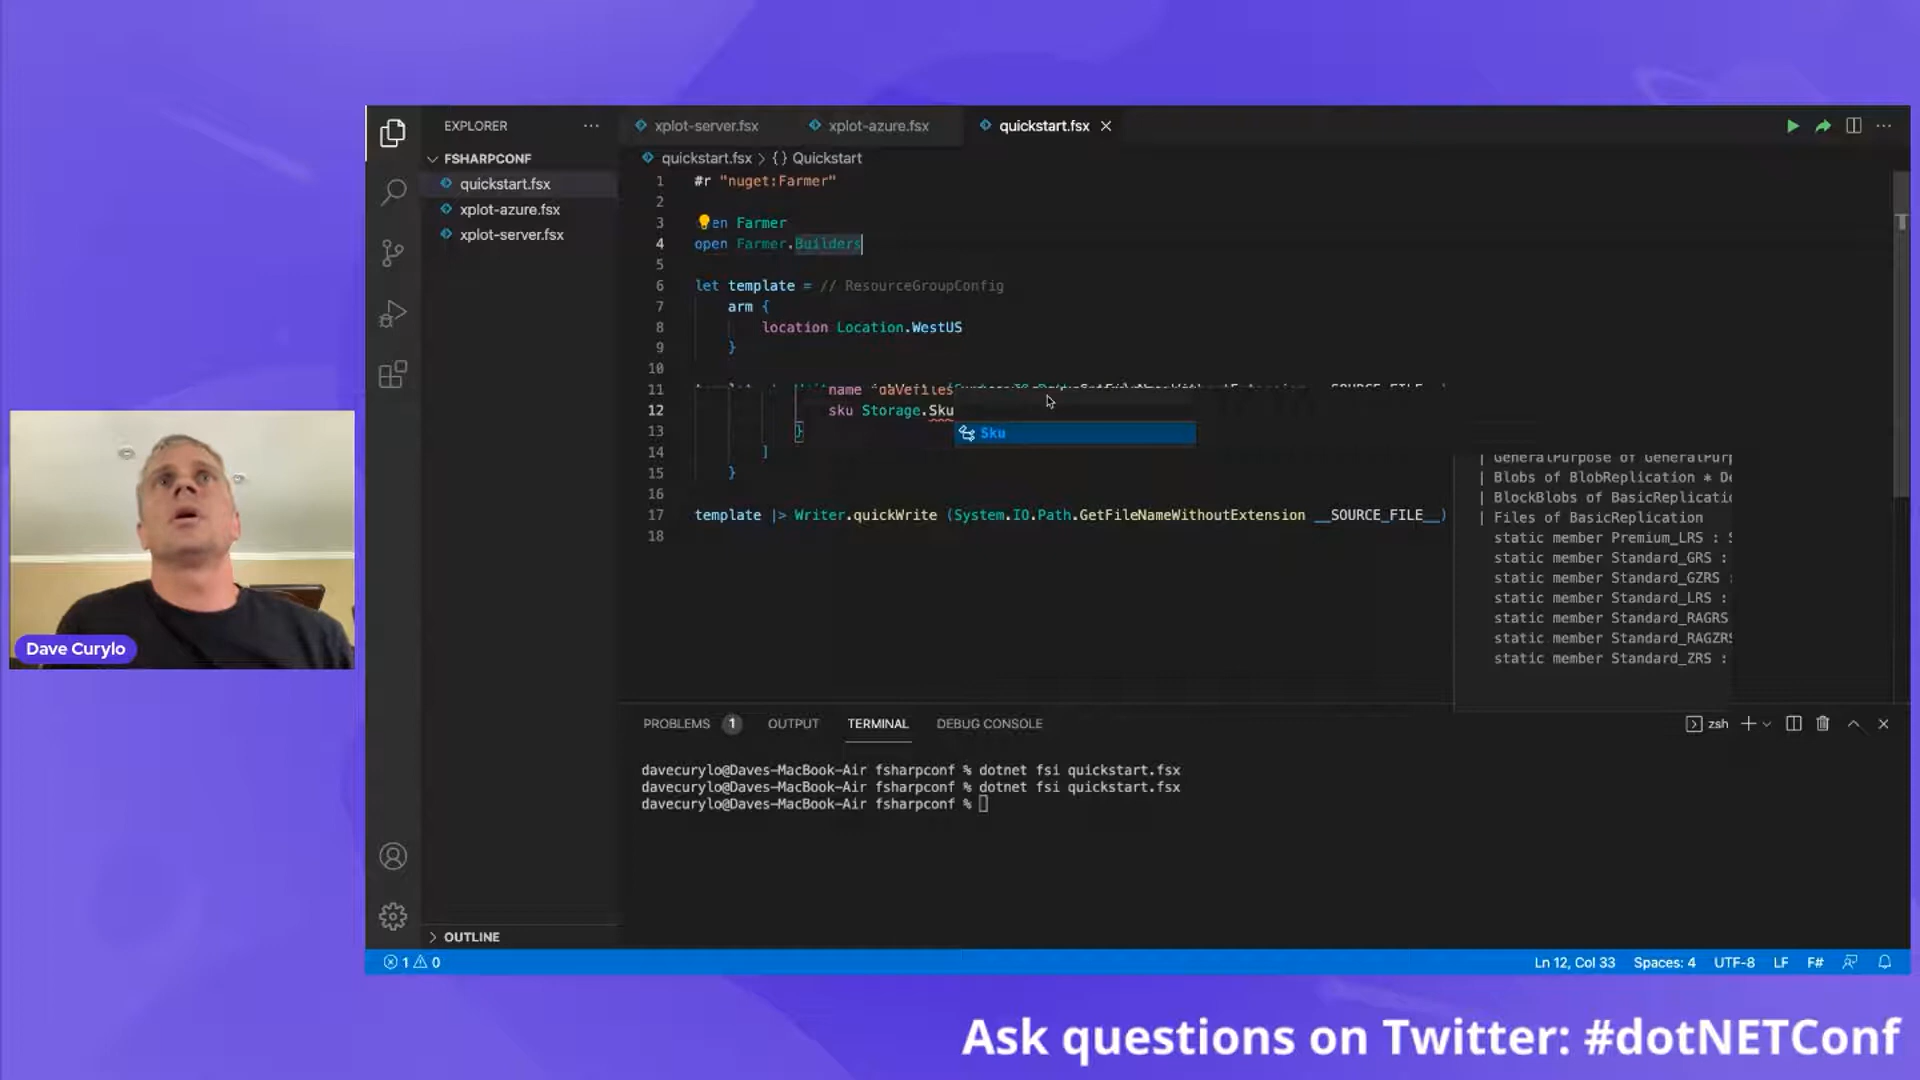 EXPLORER
FSHARPCONF
quickstart.fsx
xplot-azure.fsx
xplot-server.fsx
OUTLINE
xplot-server.fsx
xplot-azure.fsx
quickstart.fsx
quickstart.fsx > {} Quickstart
1 #r "nuget:Farmer"
2
3 en Farmer
4 open Farmer.Builders
5
6 let template = // ResourceGroupConfig
7 arm {
8 location Location.WestUS
9 }
10
11 name "davefiles
12 sku Storage.Sku
Sku
13 }
14 ]
15 }
16
17 template |> Writer.quickWrite (System.IO.Path.GetFileNameWithoutExtension __SOURCE_FILE__)
18
| GeneralPurpose of GeneralPurp
| Blobs of BlobReplication * De
| BlockBlobs of BasicReplicatio
| Files of BasicReplication
static member Premium_LRS : S
static member Standard_GRS :
static member Standard_GZRS :
static member Standard_LRS :
static member Standard_RAGRS
static member Standard_RAGZRS
static member Standard_ZRS :
PROBLEMS 1 OUTPUT TERMINAL DEBUG CONSOLE
zsh
davecurylo@Daves-MacBook-Air fsharpconf % dotnet fsi quickstart.fsx
davecurylo@Daves-MacBook-Air fsharpconf % dotnet fsi quickstart.fsx
davecurylo@Daves-MacBook-Air fsharpconf %
1 0
Ln 12, Col 33 Spaces: 4 UTF-8 LF F#
Dave Curylo
Ask questions on Twitter: #dotNETConf